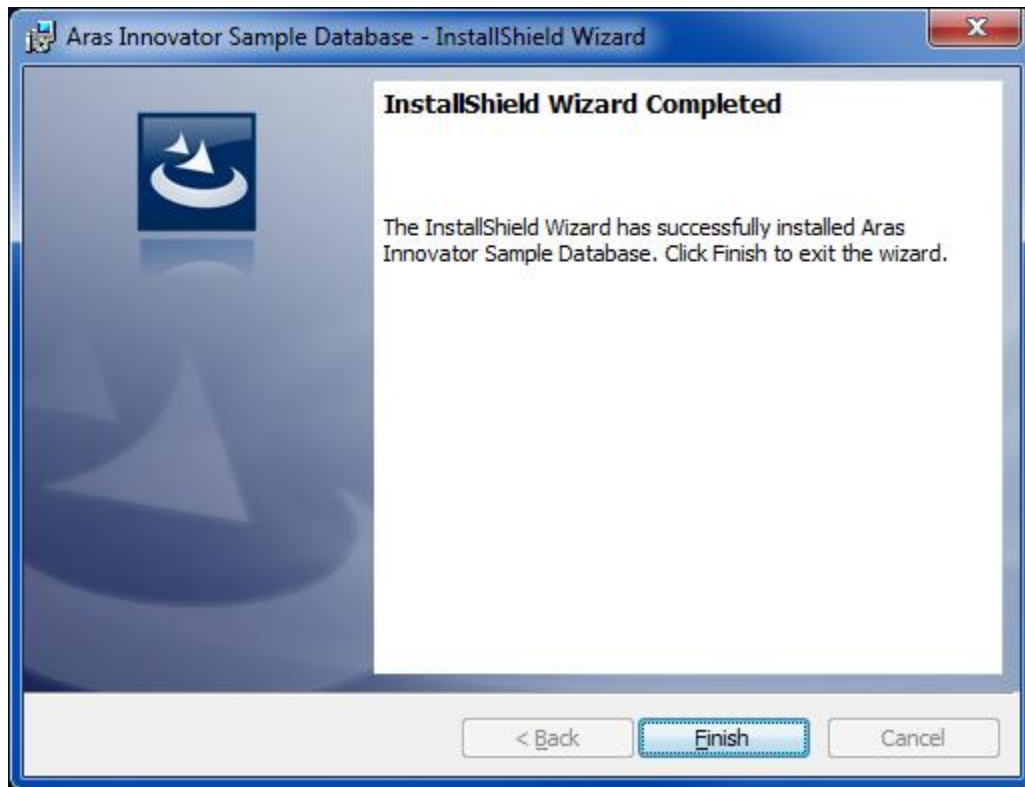 Aras Innovator Sample Database - InstallShield Wizard
InstallShield Wizard Completed
The InstallShield Wizard has successfully installed Aras
Innovator Sample Database. Click Finish to exit the wizard.
< Back
Finish
Cancel